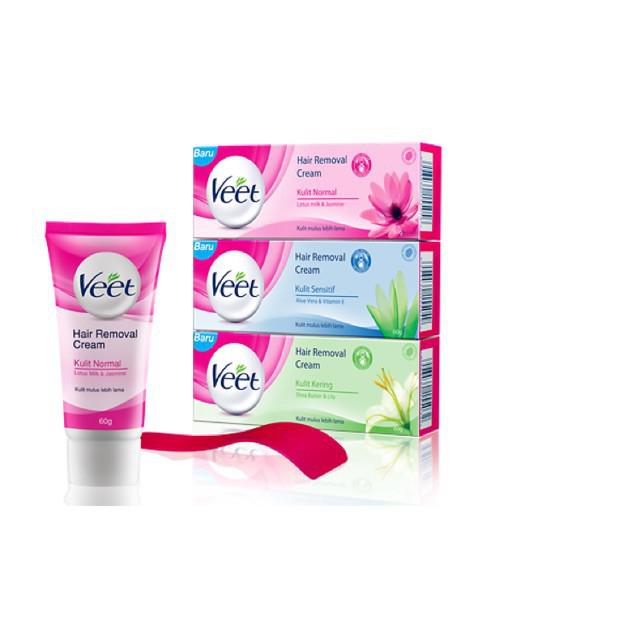 Baru
Veet
Hair Removal
Cream
Kulit Normal
Lotus milk & Jasmine
Kulit mulus lebih lama
60g
Baru
Veet
Hair Removal
Cream
Kulit Sensitif
Aloe Vera & Vitamin E
Kulit mulus lebih lama
60g
Baru
Veet
Hair Removal
Cream
Kulit Kering
Shea Butter & Lily
Kulit mulus lebih lama
60g
Veet
Hair Removal
Cream
Kulit Normal
Lotus Milk & Jasmine
Kulit mulus lebih lama
60g